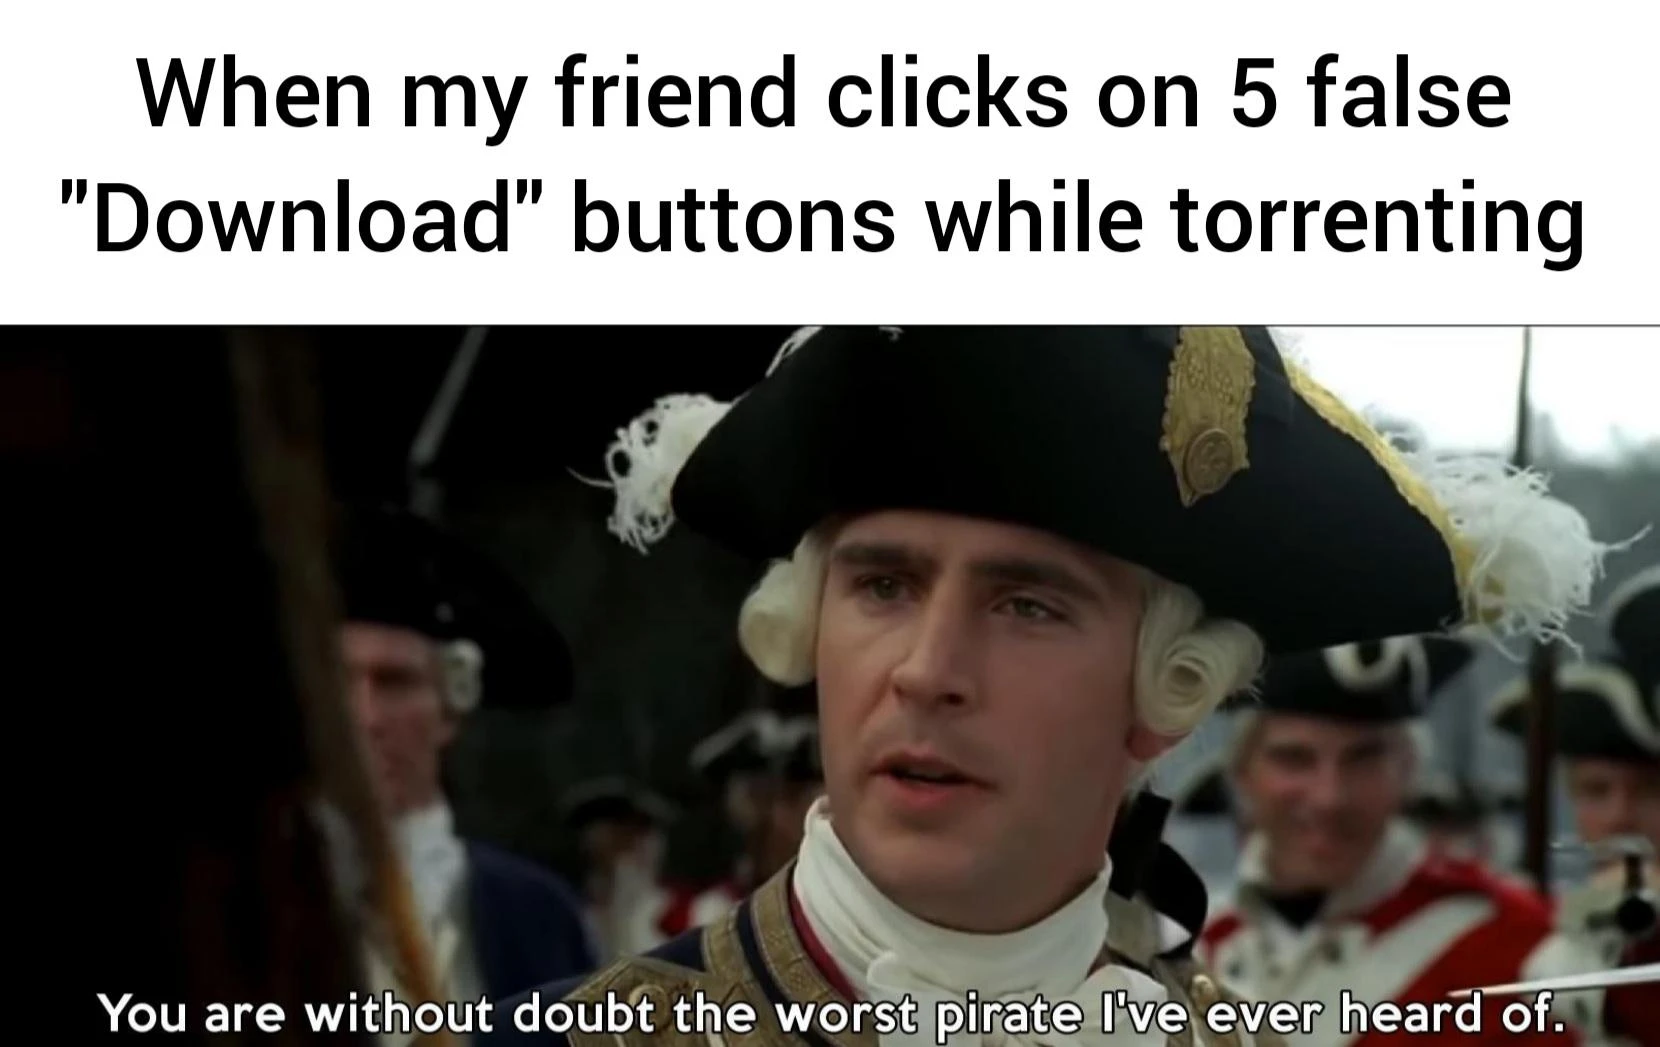 When my friend clicks on 5 false
"Download" buttons while torrenting
You are without doubt the worst pirate I've ever heard of.